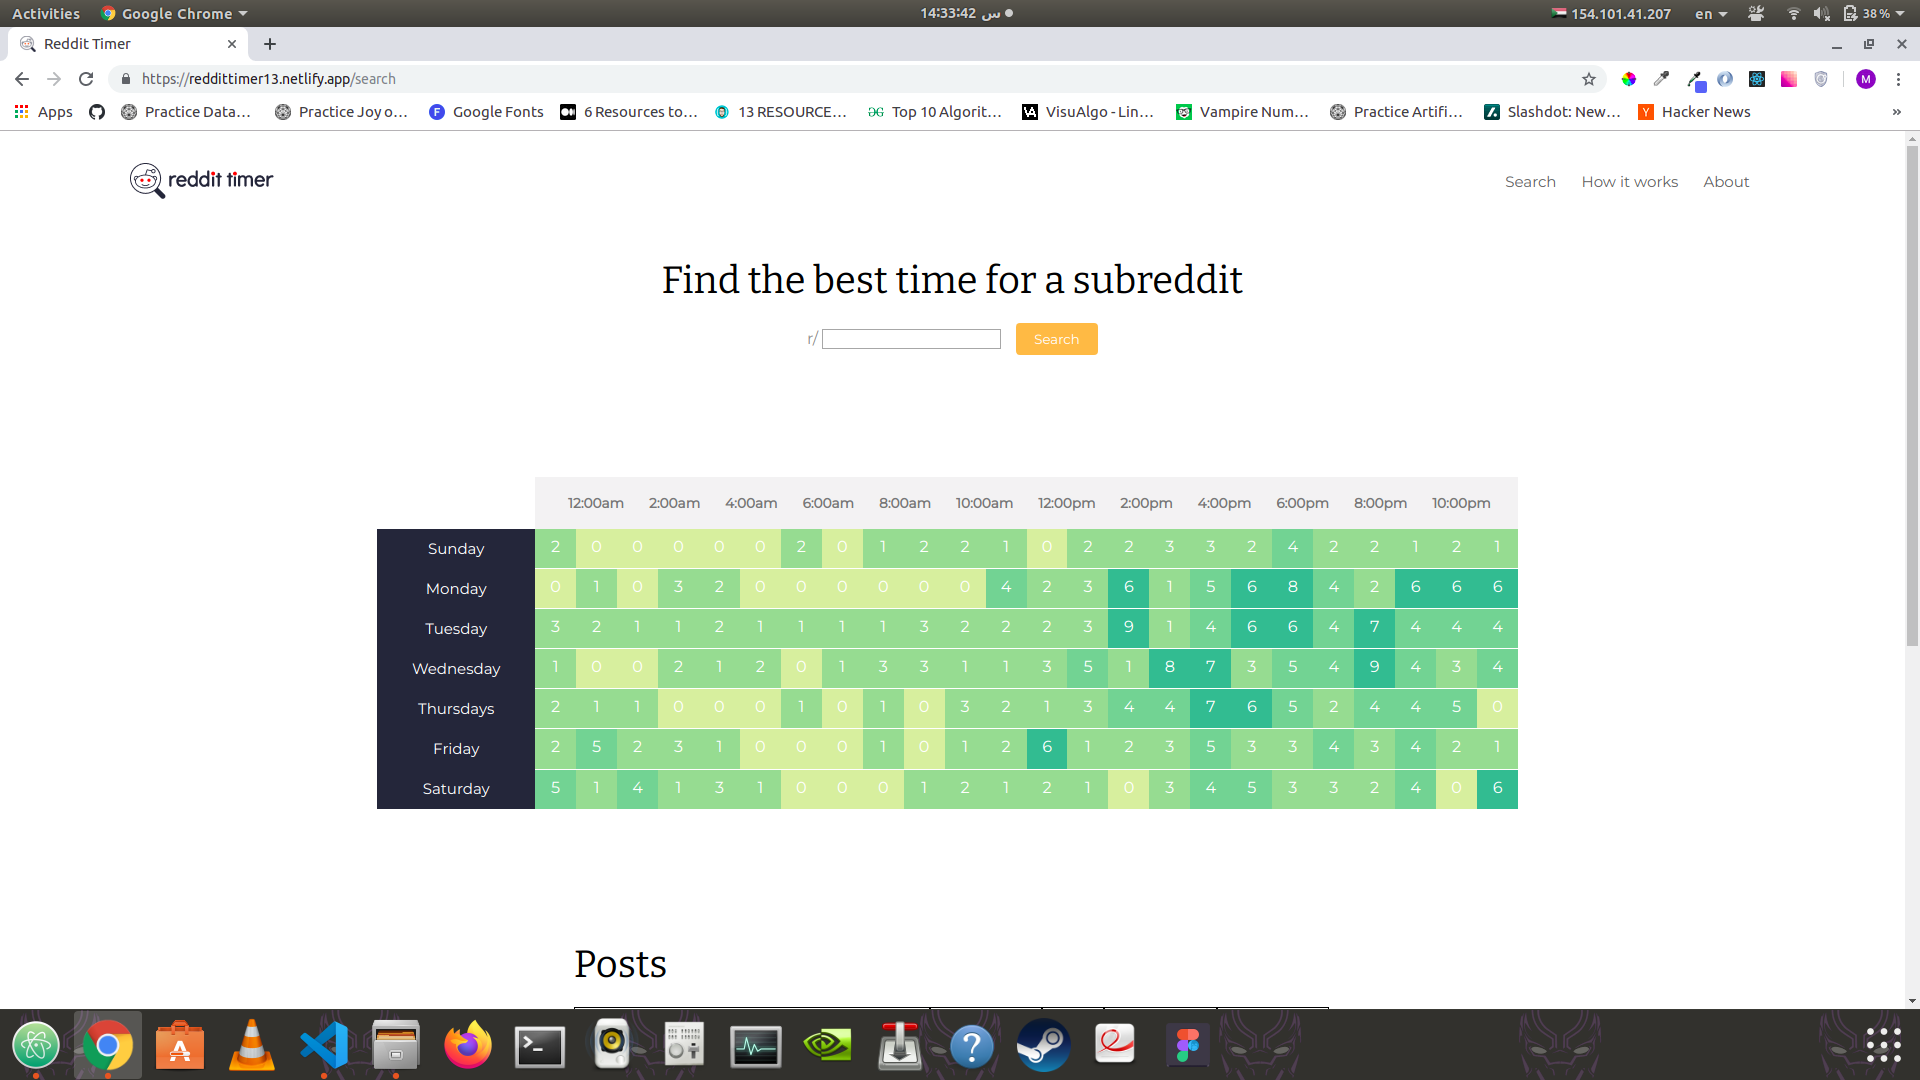 Activities Google Chrome 14:33:42 س 154.101.41.207 en 38%
Reddit Timer
https://reddittimer13.netlify.app/search M
Apps Practice Data... Practice Joy o... Google Fonts 6 Resources to... 13 RESOURCE... Top 10 Algorit... VisuAlgo - Lin... Vampire Num... Practice Artifi... Slashdot: New... Hacker News »
reddit timer Search How it works About
Find the best time for a subreddit
r/ Search
12:00am 2:00am 4:00am 6:00am 8:00am 10:00am 12:00pm 2:00pm 4:00pm 6:00pm 8:00pm 10:00pm
Sunday 2 0 0 0 0 0 2 0 1 2 2 1 0 2 2 3 3 2 4 2 2 1 2 1
Monday 0 1 0 3 2 0 0 0 0 0 0 4 2 3 6 1 5 6 8 4 2 6 6 6
Tuesday 3 2 1 1 2 1 1 1 1 3 2 2 2 3 9 1 4 6 6 4 7 4 4 4
Wednesday 1 0 0 2 1 2 0 1 3 3 1 1 3 5 1 8 7 3 5 4 9 4 3 4
Thursdays 2 1 1 0 0 0 1 0 1 0 3 2 1 3 4 4 7 6 5 2 4 4 5 0
Friday 2 5 2 3 1 0 0 0 1 0 1 2 6 1 2 3 5 3 3 4 3 4 2 1
Saturday 5 1 4 1 3 1 0 0 0 1 2 1 2 1 0 3 4 5 3 3 2 4 0 6
Posts